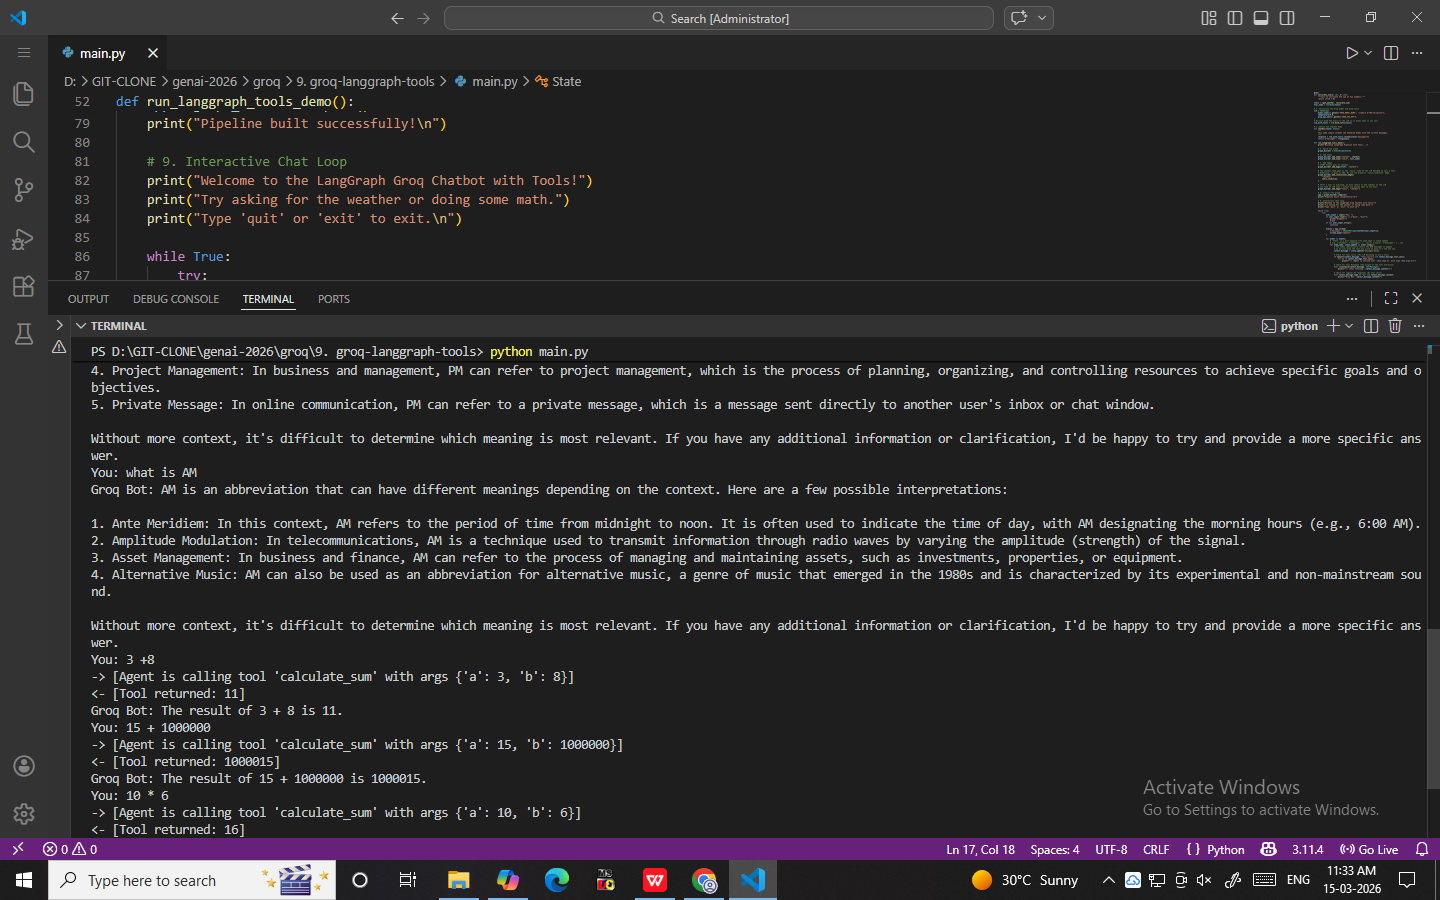 Search [Administrator]
main.py
D: > GIT-CLONE > genai-2026 > groq > 9. groq-langgraph-tools > main.py > State
52 def run_langgraph_tools_demo():
79 print("Pipeline built successfully!\n")
80
81 # 9. Interactive Chat Loop
82 print("Welcome to the LangGraph Groq Chatbot with Tools!")
83 print("Try asking for the weather or doing some math.")
84 print("Type 'quit' or 'exit' to exit.\n")
85
86 while True:
87 try:
OUTPUT DEBUG CONSOLE TERMINAL PORTS
TERMINAL
python
PS D:\GIT-CLONE\genai-2026\groq\9. groq-langgraph-tools> python main.py
4. Project Management: In business and management, PM can refer to project management, which is the process of planning, organizing, and controlling resources to achieve specific goals and o
bjectives.
5. Private Message: In online communication, PM can refer to a private message, which is a message sent directly to another user's inbox or chat window.
Without more context, it's difficult to determine which meaning is most relevant. If you have any additional information or clarification, I'd be happy to try and provide a more specific ans
wer.
You: what is AM
Groq Bot: AM is an abbreviation that can have different meanings depending on the context. Here are a few possible interpretations:
1. Ante Meridiem: In this context, AM refers to the period of time from midnight to noon. It is often used to indicate the time of day, with AM designating the morning hours (e.g., 6:00 AM).
2. Amplitude Modulation: In telecommunications, AM is a technique used to transmit information through radio waves by varying the amplitude (strength) of the signal.
3. Asset Management: In business and finance, AM can refer to the process of managing and maintaining assets, such as investments, properties, or equipment.
4. Alternative Music: AM can also be used as an abbreviation for alternative music, a genre of music that emerged in the 1980s and is characterized by its experimental and non-mainstream sou
nd.
Without more context, it's difficult to determine which meaning is most relevant. If you have any additional information or clarification, I'd be happy to try and provide a more specific ans
wer.
You: 3 +8
-> [Agent is calling tool 'calculate_sum' with args {'a': 3, 'b': 8}]
<- [Tool returned: 11]
Groq Bot: The result of 3 + 8 is 11.
You: 15 + 1000000
-> [Agent is calling tool 'calculate_sum' with args {'a': 15, 'b': 1000000}]
<- [Tool returned: 1000015]
Groq Bot: The result of 15 + 1000000 is 1000015.
You: 10 * 6
-> [Agent is calling tool 'calculate_sum' with args {'a': 10, 'b': 6}]
<- [Tool returned: 16]
Activate Windows
Go to Settings to activate Windows.
0 0 Ln 17, Col 18 Spaces: 4 UTF-8 CRLF { } Python 3.11.4 Go Live
Type here to search
30°C Sunny
ENG
11:33 AM
15-03-2026